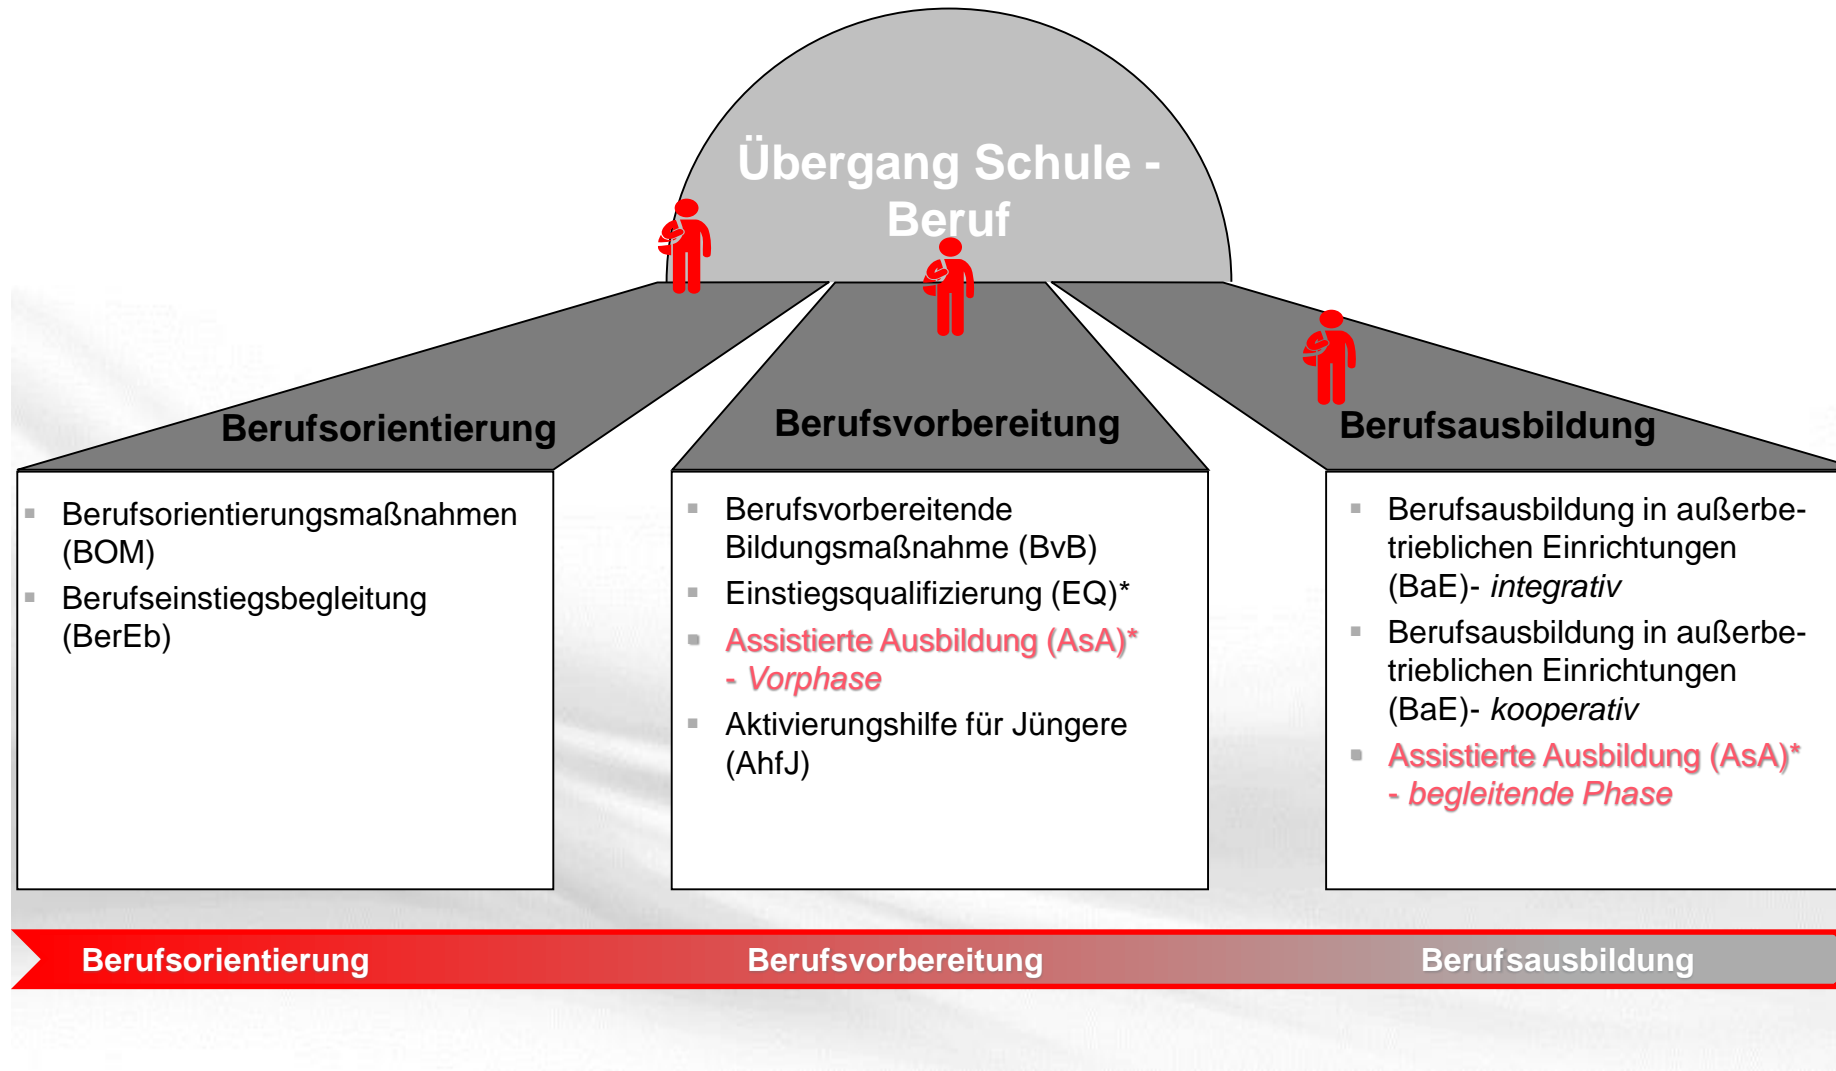 Übergang Schule -
Beruf
Berufsorientierung
Berufsvorbereitung
Berufsausbildung
Berufsorientierungsmaßnahmen
(BOM)
Berufseinstiegsbegleitung
(BerEb)
Berufsvorbereitende
Bildungsmaßnahme (BvB)
Einstiegsqualifizierung (EQ)*
Assistierte Ausbildung (AsA)*
- Vorphase
Aktivierungshilfe für Jüngere
(AhfJ)
Berufsausbildung in außerbe-
trieblichen Einrichtungen
(BaE)- integrativ
Berufsausbildung in außerbe-
trieblichen Einrichtungen
(BaE)- kooperativ
Assistierte Ausbildung (AsA)*
- begleitende Phase
Berufsorientierung
Berufsvorbereitung
Berufsausbildung